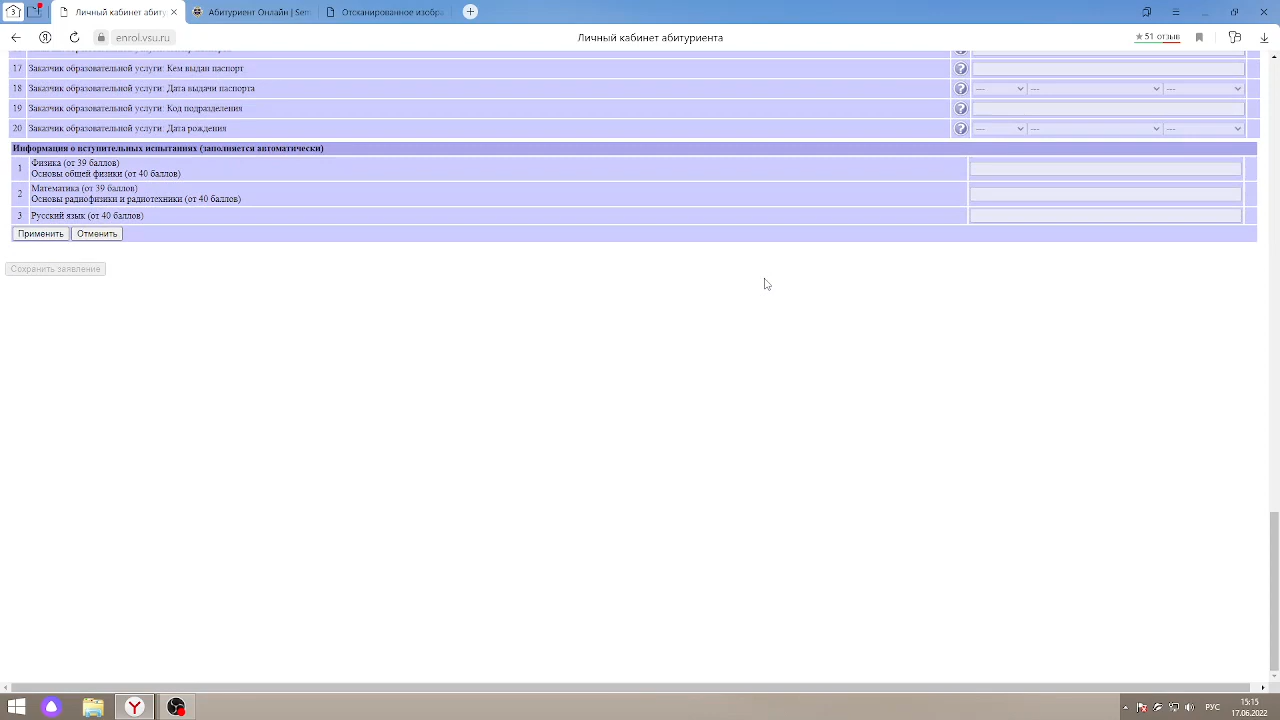 3
Личный кабинет абиту
Абитуриент Онлайн | Sem
Отсканированное изобра
enrol.vsu.ru
Личный кабинет абитуриента
★51 отзыв
17 Заказчик образовательной услуги: Кем выдан паспорт
18 Заказчик образовательной услуги: Дата выдачи паспорта --- --- ---
19 Заказчик образовательной услуги: Код подразделения
20 Заказчик образовательной услуги: Дата рождения --- --- ---
Информация о вступительных испытаниях (заполняется автоматически)
1 Физика (от 39 баллов)
Основы общей физики (от 40 баллов)
2 Математика (от 39 баллов)
Основы радиофизики и радиотехники (от 40 баллов)
3 Русский язык (от 40 баллов)
Применить Отменить
Сохранить заявление
РУС
15:15
17.06.2022